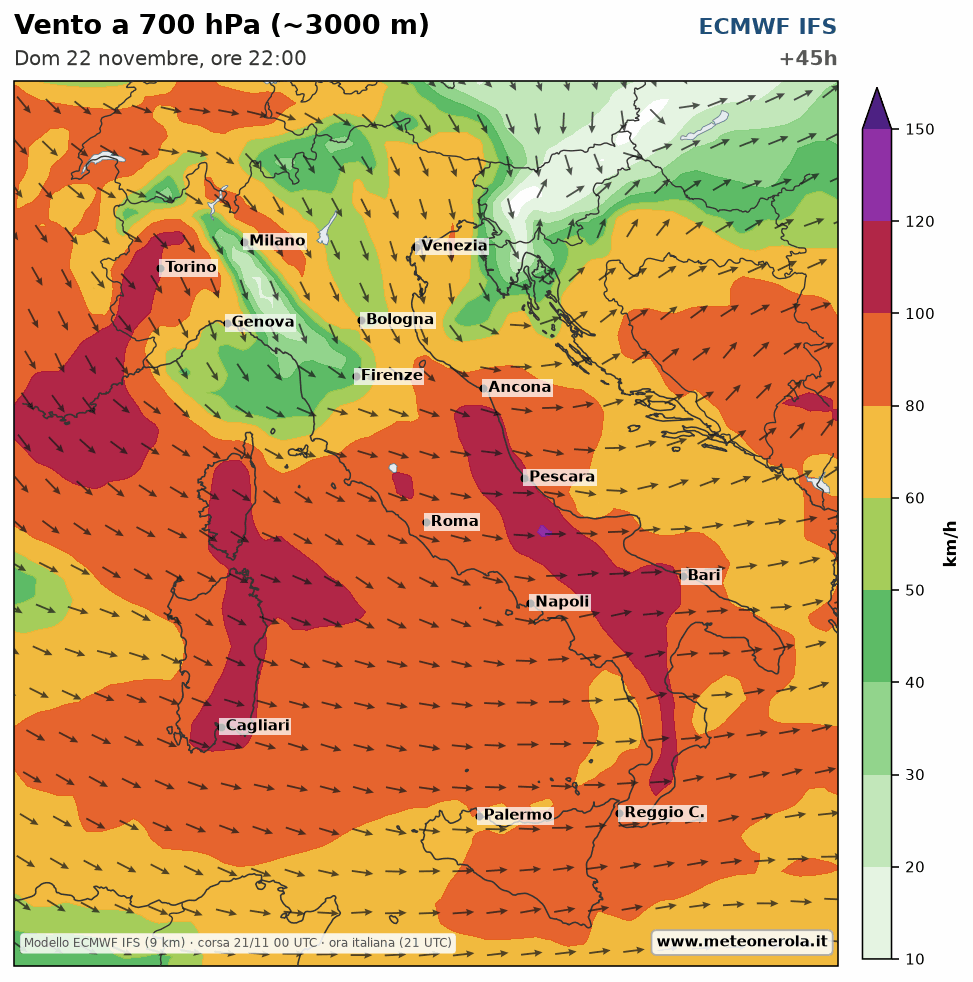 Vento a 700 hPa (~3000 m)
ECMWF IFS
Dom 22 novembre, ore 22:00
+45h
Milano
Venezia
Torino
Genova
Bologna
Firenze
Ancona
Pescara
Roma
Bari
Napoli
Cagliari
Palermo
Reggio C.
150
120
100
80
60
50
40
30
20
10
km/h
Modello ECMWF IFS (9 km) · corsa 21/11 00 UTC · ora italiana (21 UTC)
www.meteonerola.it